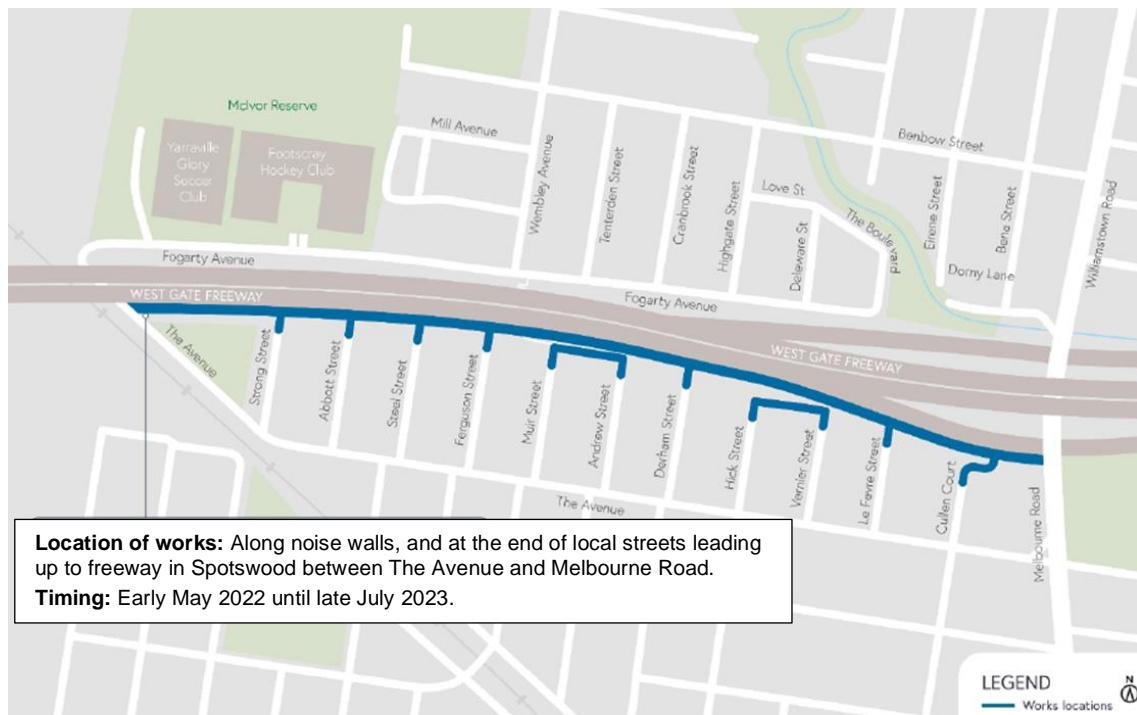 McIvor Reserve
Yarraville
Glory
Soccer
Club
Footscray
Hockey Club
Mill Avenue
Wembley Avenue
Tenterden Street
Cranbrook Street
Highgate Street
Love St
Deleware St
The Boulevard
Benbow Street
Eirene Street
Bena Street
Dorny Lane
Williamstown Road
Fogarty Avenue
Fogarty Avenue
WEST GATE FREEWAY
WEST GATE FREEWAY
The Avenue
Strong Street
Abbott Street
Steel Street
Ferguson Street
Muir Street
Andrew Street
Derham Street
Hick Street
Vernier Street
Le Fevre Street
Cullen Court
Melbourne Road
The Avenue
Location of works: Along noise walls, and at the end of local streets leading
up to freeway in Spotswood between The Avenue and Melbourne Road.
Timing: Early May 2022 until late July 2023.
LEGEND
N
Works locations